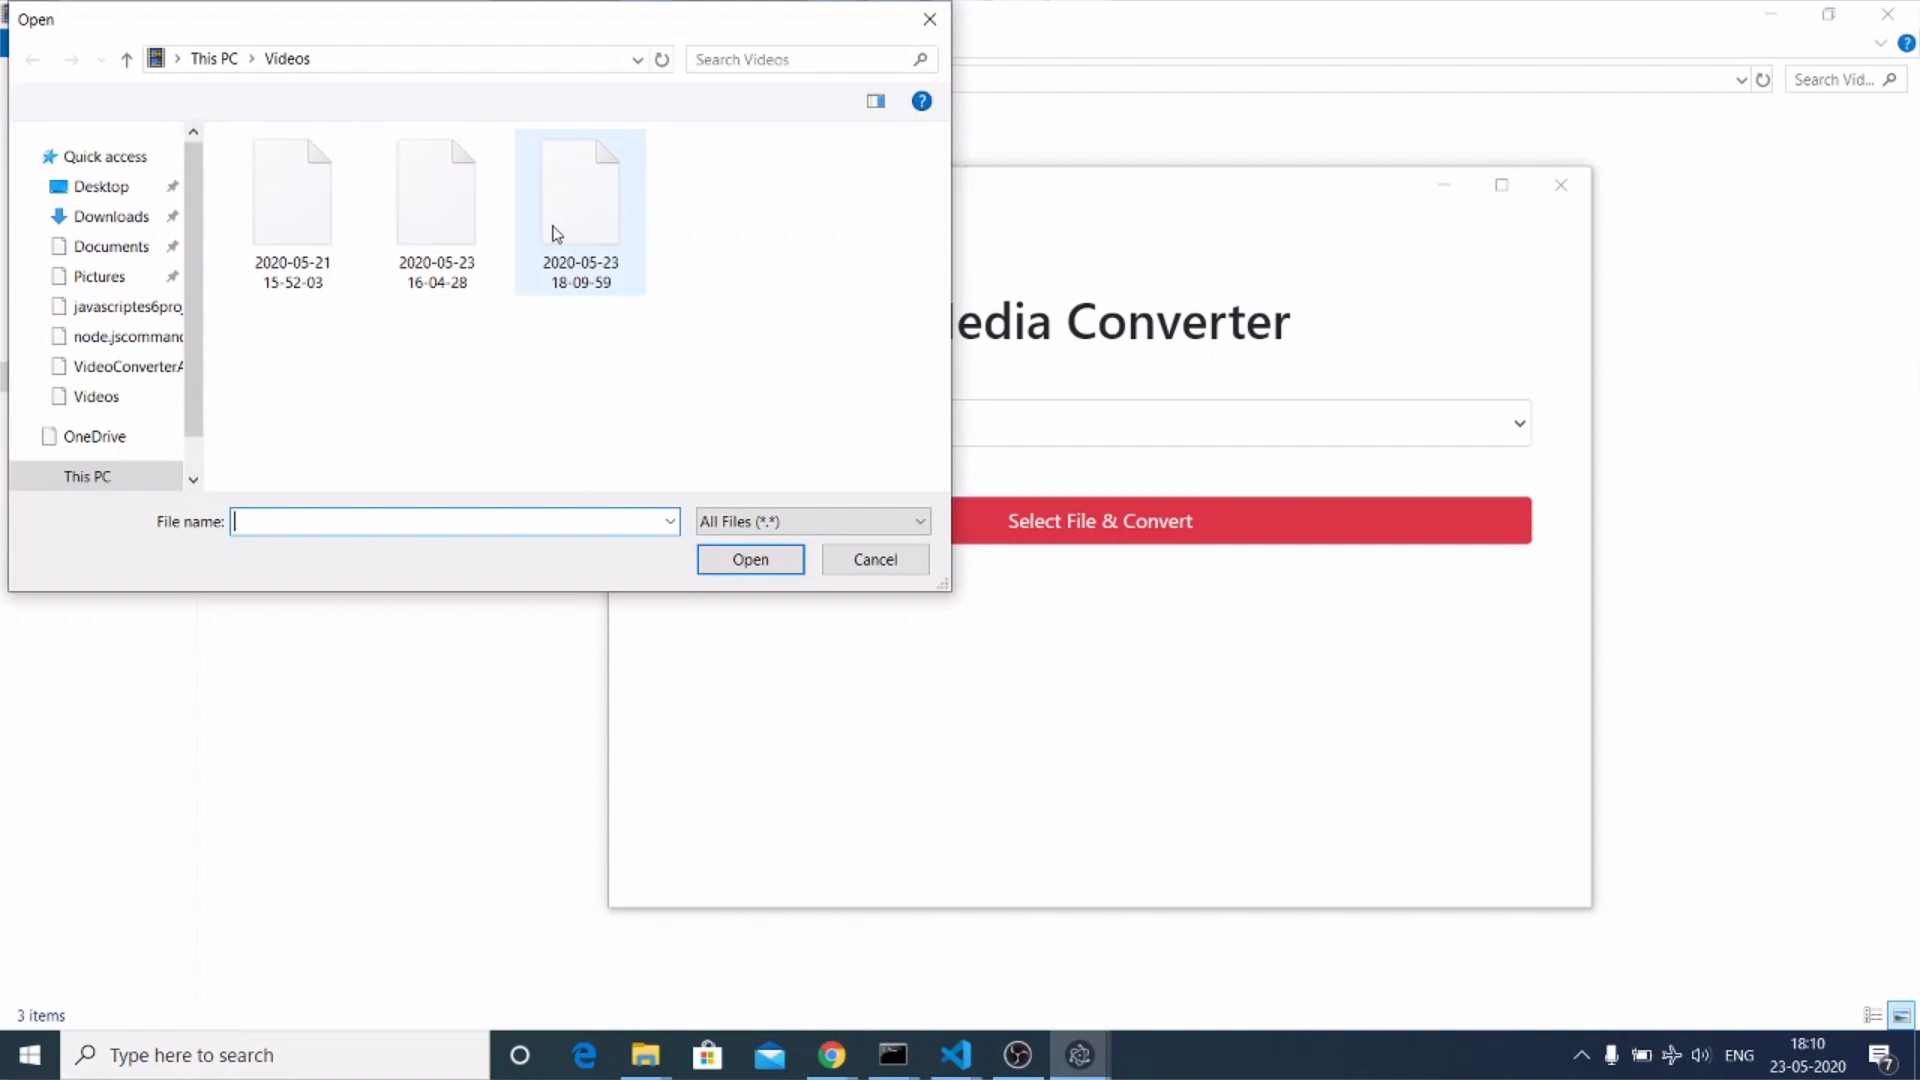 Open
This PC > Videos
Search Videos
Search Vid...
?
?
Quick access
Desktop
Downloads
Documents
Pictures
javascriptes6pro
node.jscommand
VideoConverterA
Videos
OneDrive
This PC
2020-05-21
15-52-03
2020-05-23
16-04-28
2020-05-23
18-09-59
edia Converter
File name:
All Files (*.*)
Select File & Convert
Open
Cancel
3 items
Type here to search
ENG
18:10
23-05-2020
7